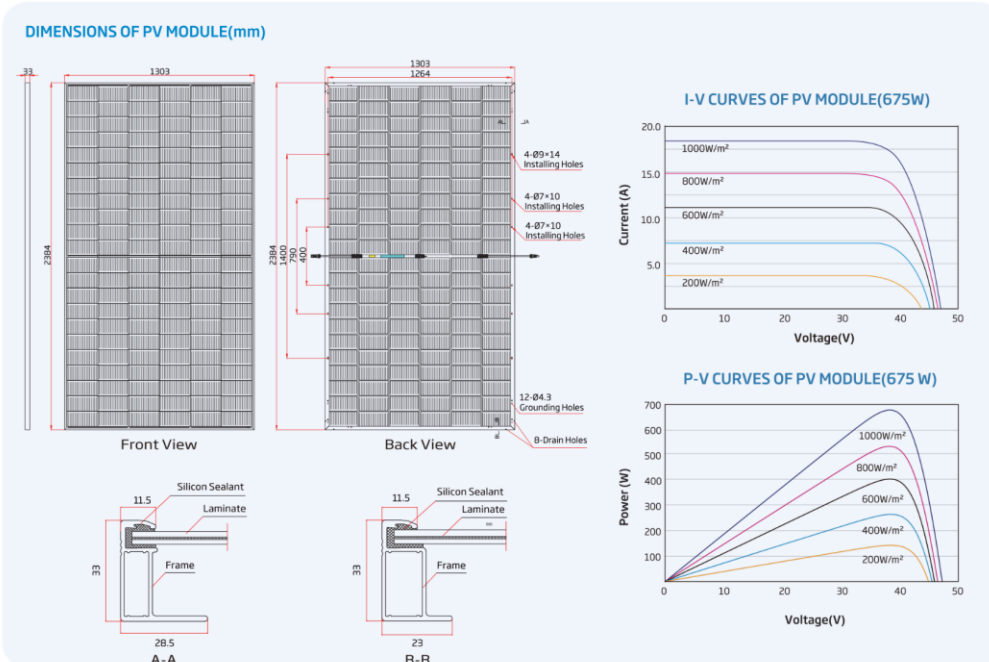 DIMENSIONS OF PV MODULE(mm)
33
1303
2384
Front View
1303
1264
2384
1400
790
400
4-Ø9×14
Installing Holes
4-Ø7×10
Installing Holes
4-Ø7×10
Installing Holes
12-Ø4.3
Grounding Holes
8-Drain Holes
Back View
11.5
Silicon Sealant
Laminate
Frame
33
28.5
A-A
11.5
Silicon Sealant
Laminate
Frame
33
23
B-B
I-V CURVES OF PV MODULE(675W)
Current (A)
20.0
15.0
10.0
5.0
1000W/m²
800W/m²
600W/m²
400W/m²
200W/m²
0 10 20 30 40 50
Voltage(V)
P-V CURVES OF PV MODULE(675 W)
Power (W)
700
600
500
400
300
200
100
1000W/m²
800W/m²
600W/m²
400W/m²
200W/m²
0 10 20 30 40 50
Voltage(V)